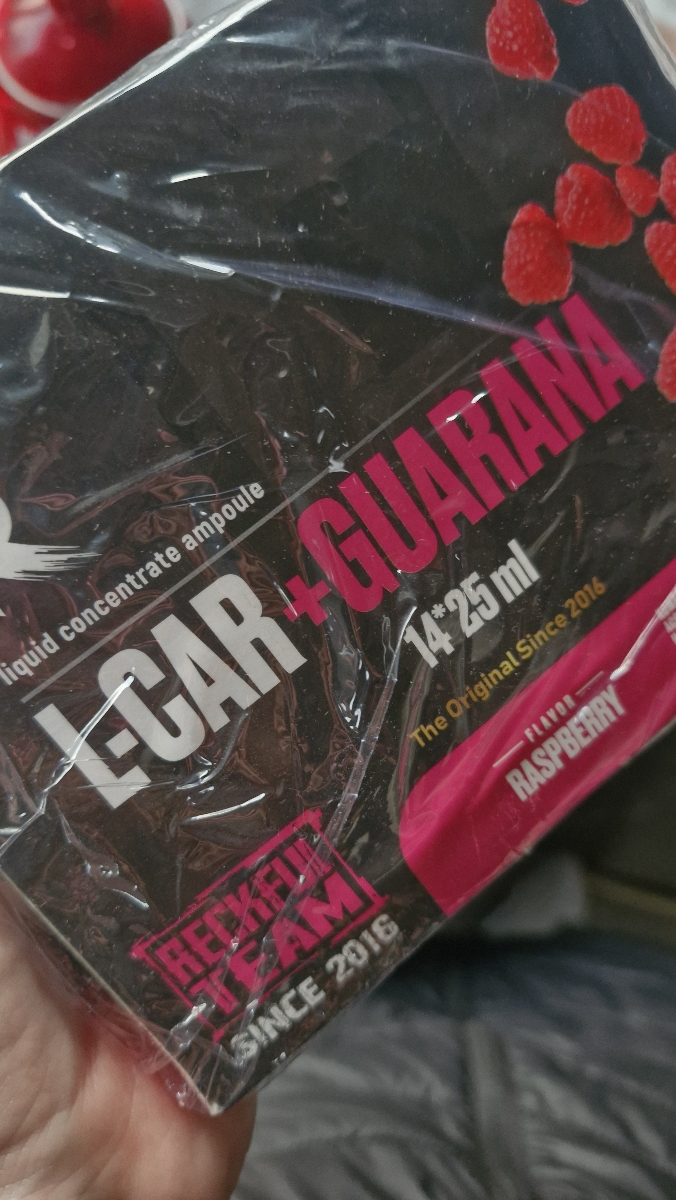 liquid concentrate ampoule
L-CAR+GUARANA
14*25 ml
The Original Since 2016
FLAVOR
RASPBERRY
RECKFUL
TEAM
SINCE 2016